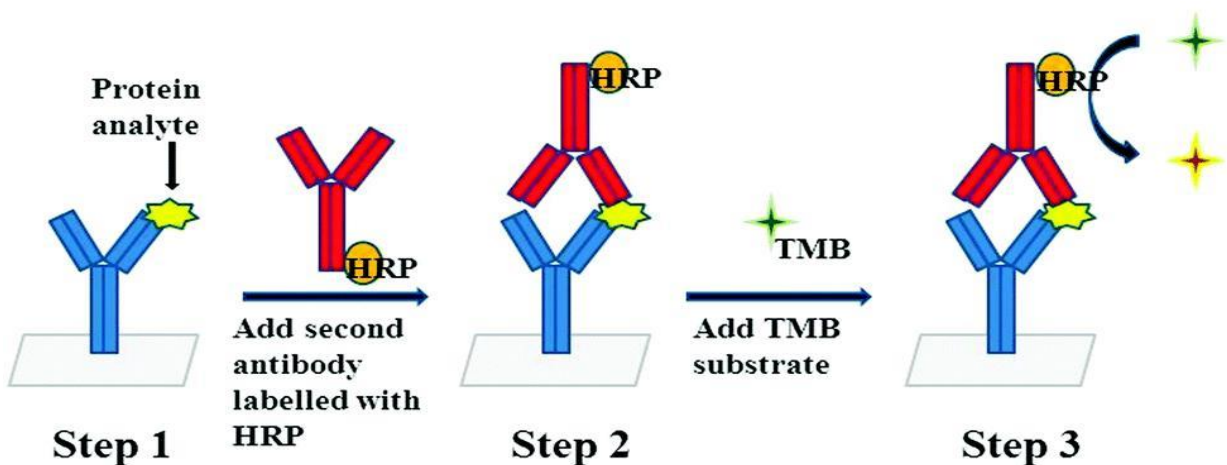 Protein
analyte
HRP
Add second
antibody
labelled with
HRP
HRP
TMB
Add TMB
substrate
HRP
Step 1
Step 2
Step 3